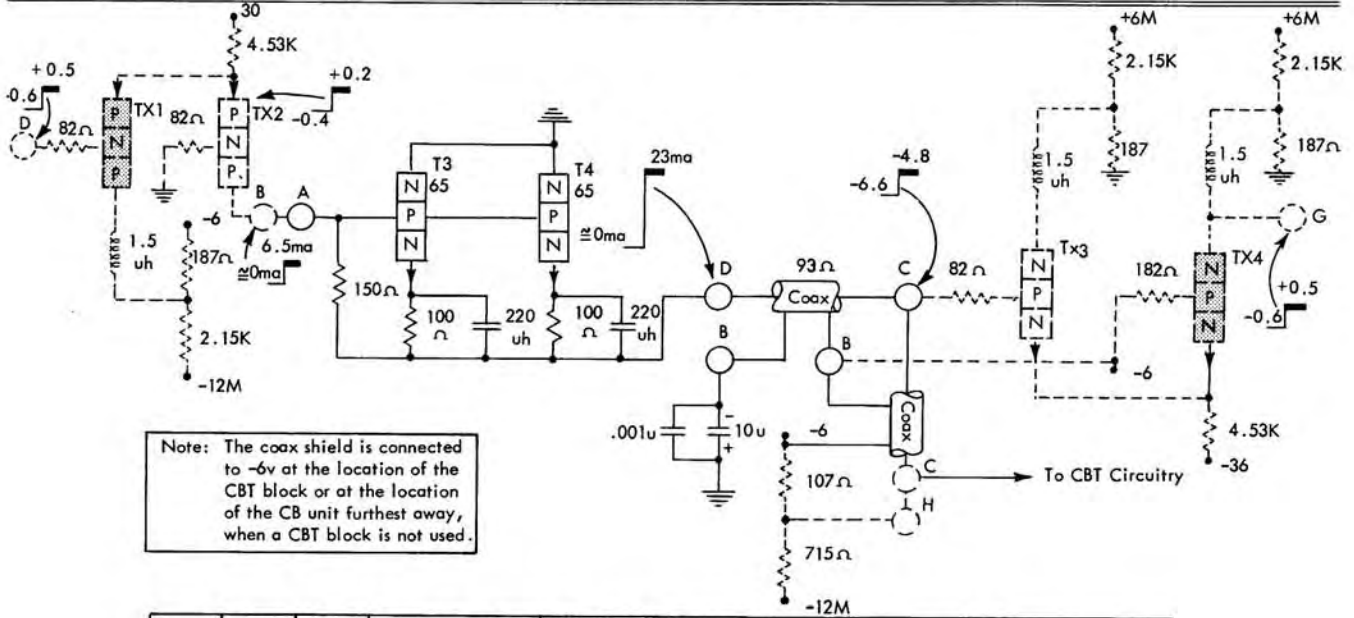 30
4.53K
+0.5
-0.6
D
82Ω
P
N
P
TX1
82Ω
P
N
P
TX2
+0.2
-0.4
1.5
uh
-6
187Ω
2.15K
-12M
B
A
6.5ma
≅0ma
150Ω
T3
65
N
P
N
100
Ω
220
uh
T4
65
N
P
N
100
Ω
220
uh
23ma
≅0ma
D
93Ω
Coax
B
.001u
-
10u
+
-4.8
-6.6
C
B
82Ω
Coax
-6
107Ω
715Ω
-12M
C
H
To CBT Circuitry
+6M
2.15K
187
1.5
uh
Tx3
N
P
N
+6M
2.15K
187Ω
1.5
uh
G
182Ω
TX4
N
P
N
+0.5
-0.6
-6
4.53K
-36
Note: The coax shield is connected
to -6v at the location of the
CBT block or at the location
of the CB unit furthest away,
when a CBT block is not used.